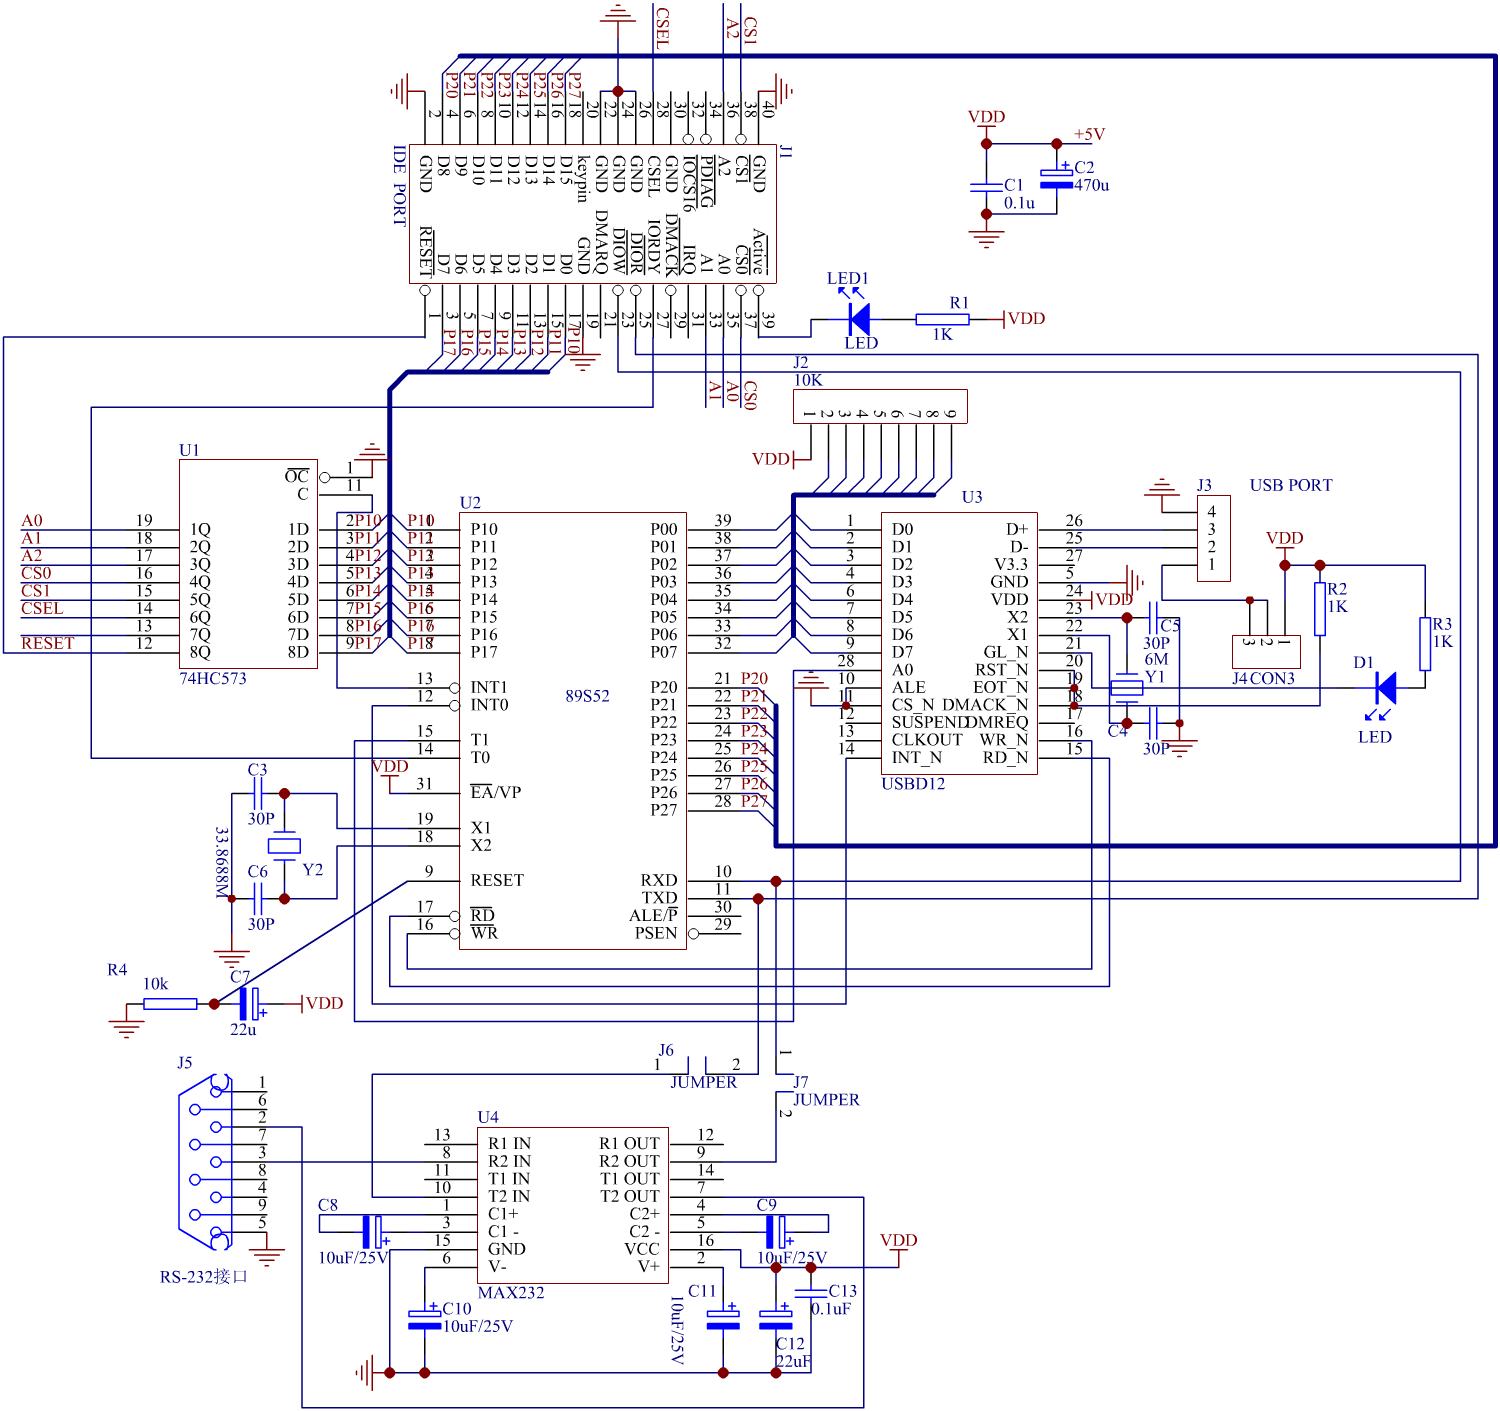 CSEL
A2
CS1
P20
P21
P22
P23
P24
P25
P26
P27
2
4
6
8
10
12
14
16
18
20
22
24
26
28
30
32
34
36
38
40
IDE PORT
J1
GND
D8
D9
D10
D11
D12
D13
D14
D15
keypin
GND
GND
GND
CSEL
GND
IOCS16
PDIAG
A2
CS1
GND
RESET
D7
D6
D5
D4
D3
D2
D1
D0
GND
DMARQ
DIOW
DIOR
IORDY
DMACK
IRQ
A1
A0
CS0
Active
1
3
5
7
9
11
13
15
17
19
21
23
25
27
29
31
33
35
37
39
P17
P16
P15
P14
P13
P12
P11
P10
A1
A0
CS0
VDD
+5V
C1
0.1u
C2
470u
LED1
LED
R1
1K
VDD
J2
10K
1 2 3 4 5 6 7 8 9
VDD
U1
OC 1
C 11
A0 19 1Q 1D 2 P10
A1 18 2Q 2D 3 P11
A2 17 3Q 3D 4 P12
CS0 16 4Q 4D 5 P13
CS1 15 5Q 5D 6 P14
CSEL 14 6Q 6D 7 P15
13 7Q 7D 8 P16
RESET 12 8Q 8D 9 P17
74HC573
U2
P10 1 P10 P00 39
P11 2 P11 P01 38
P12 3 P12 P02 37
P13 4 P13 P03 36
P14 5 P14 P04 35
P15 6 P15 P05 34
P16 7 P16 P06 33
P17 8 P17 P07 32
13 INT1 P20 21 P20
12 INT0 P21 22 P21
89S52
P22 23 P22
15 T1 P23 24 P23
14 T0 P24 25 P24
P25 26 P25
VDD 31 EA/VP P26 27 P26
P27 28 P27
19 X1
18 X2
9 RESET RXD 10
TXD 11
17 RD ALE/P 30
16 WR PSEN 29
U3
1 D0 D+ 26
2 D1 D- 25
3 D2 V3.3 27
4 D3 GND 5
6 D4 VDD 24 VDD
7 D5 X2 23
8 D6 X1 22
9 D7 GL_N 21
28 A0 RST_N 20
10 ALE EOT_N 19
11 CS_N DMACK_N 18
12 SUSPEND DMREQ 17
13 CLKOUT WR_N 16
14 INT_N RD_N 15
USBD12
J3
USB PORT
4
3
2
1
VDD
C5
30P
6M
Y1
C4
30P
3 2 1
J4 CON3
R2
1K
R3
1K
D1
LED
C3
30P
33.8688M
Y2
C6
30P
R4
10k
C7
22u
VDD
J5
1
6
2
7
3
8
4
9
5
RS-232接口
J6
1 2
JUMPER
1
J7
JUMPER
2
U4
13 R1 IN R1 OUT 12
8 R2 IN R2 OUT 9
11 T1 IN T1 OUT 14
10 T2 IN T2 OUT 7
1 C1+ C2+ 4
3 C1 - C2 - 5
15 GND VCC 16
6 V- V+ 2
MAX232
C8
10uF/25V
C9
10uF/25V
VDD
C10
10uF/25V
C11
10uF/25V
C12
22uF
C13
0.1uF